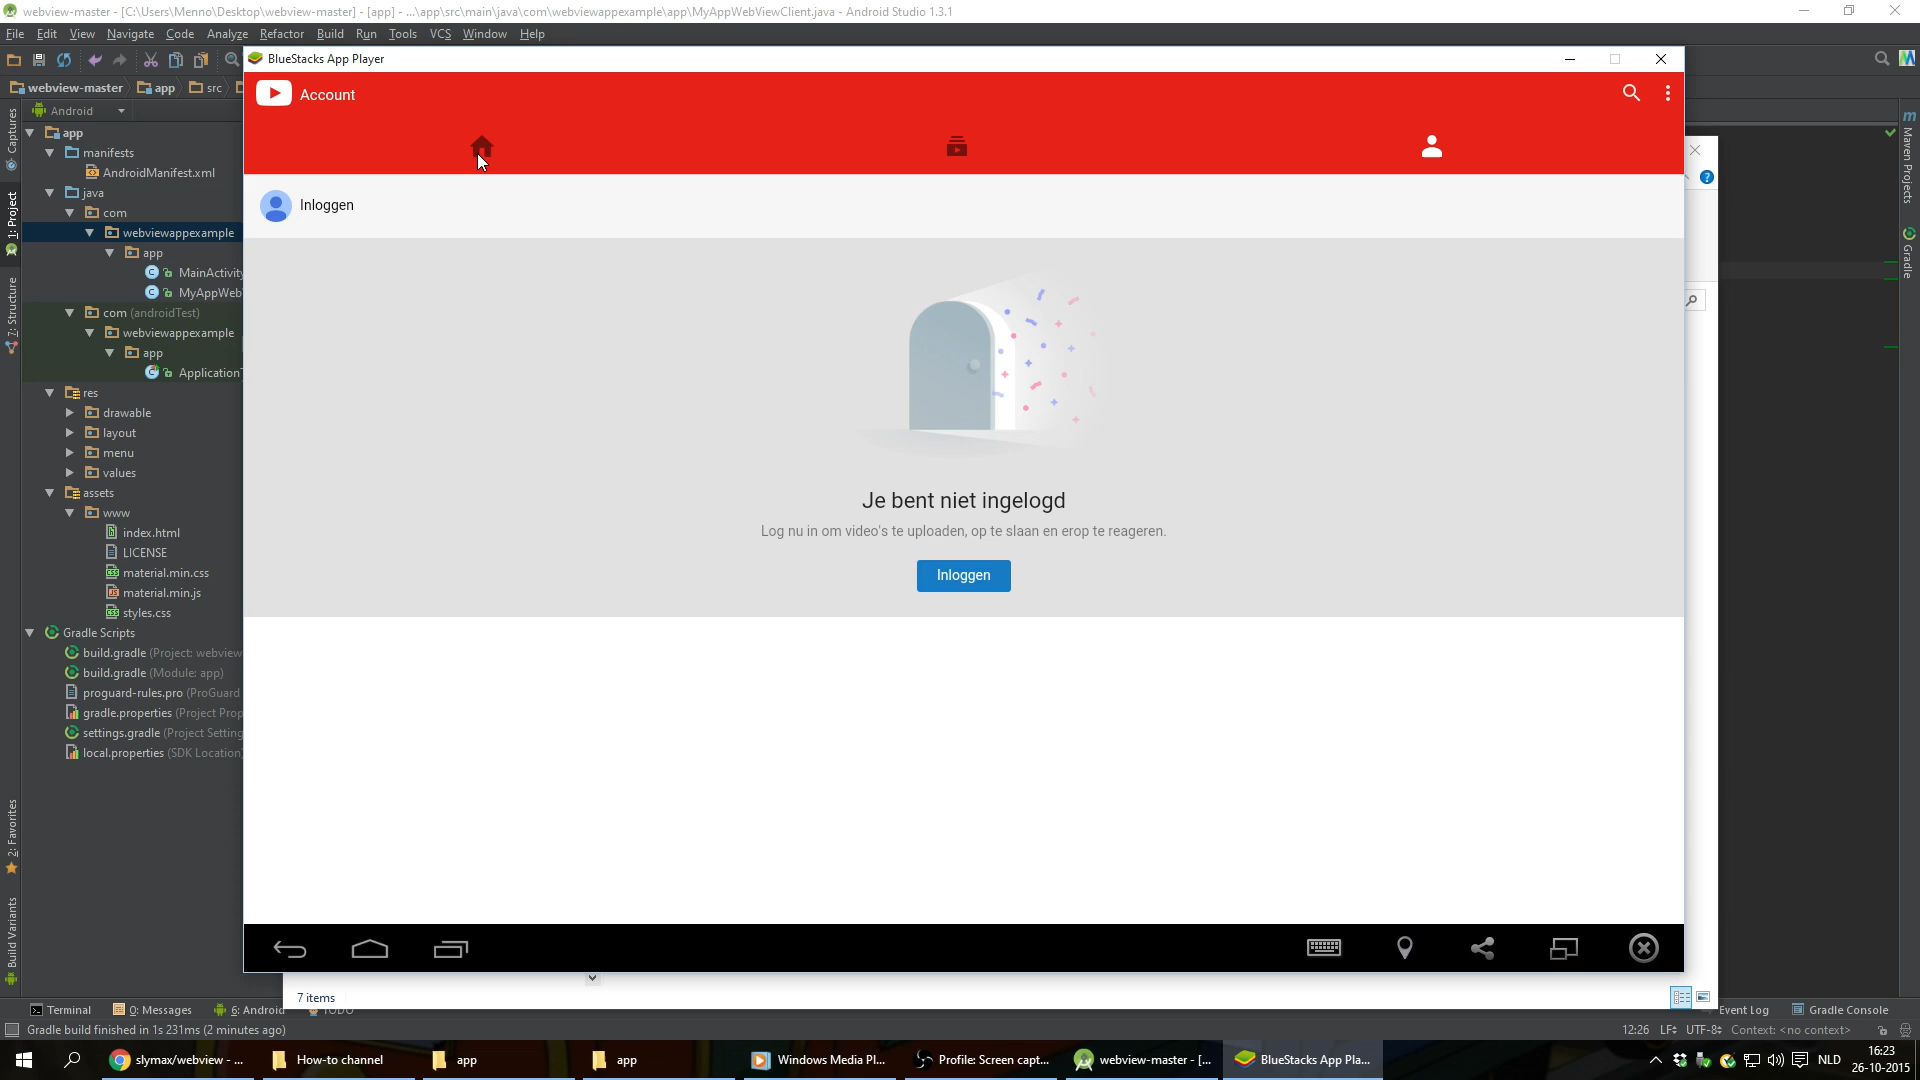 webview-master - [C:\Users\Menno\Desktop\webview-master] - [app] - ...\app\src\main\java\com\webviewappexample\app\MyAppWebViewClient.java - Android Studio 1.3.1
File Edit View Navigate Code Analyze Refactor Build Run Tools VCS Window Help
BlueStacks App Player
webview-master app src
Account
Android
Captures
app
manifests
AndroidManifest.xml
java
com
webviewappexample
app
MainActivity
MyAppWeb
com (androidTest)
webviewappexample
app
Application
res
drawable
layout
menu
values
assets
www
index.html
LICENSE
material.min.css
material.min.js
styles.css
Gradle Scripts
build.gradle (Project: webview
build.gradle (Module: app)
proguard-rules.pro (ProGuard
gradle.properties (Project Prop
settings.gradle (Project Setting
local.properties (SDK Location)
1: Project
7: Structure
2: Favorites
Build Variants
Inloggen
Je bent niet ingelogd
Log nu in om video's te uploaden, op te slaan en erop te reageren.
Inloggen
Maven Projects
Gradle
7 items
Terminal 0: Messages 6: Android TODO Event Log Gradle Console
Gradle build finished in 1s 231ms (2 minutes ago) 12:26 LF÷ UTF-8÷ Context: <no context>
slymax/webview - ... How-to channel app app Windows Media Pl... Profile: Screen capt... webview-master - [... BlueStacks App Pla... NLD 16:23
26-10-2015